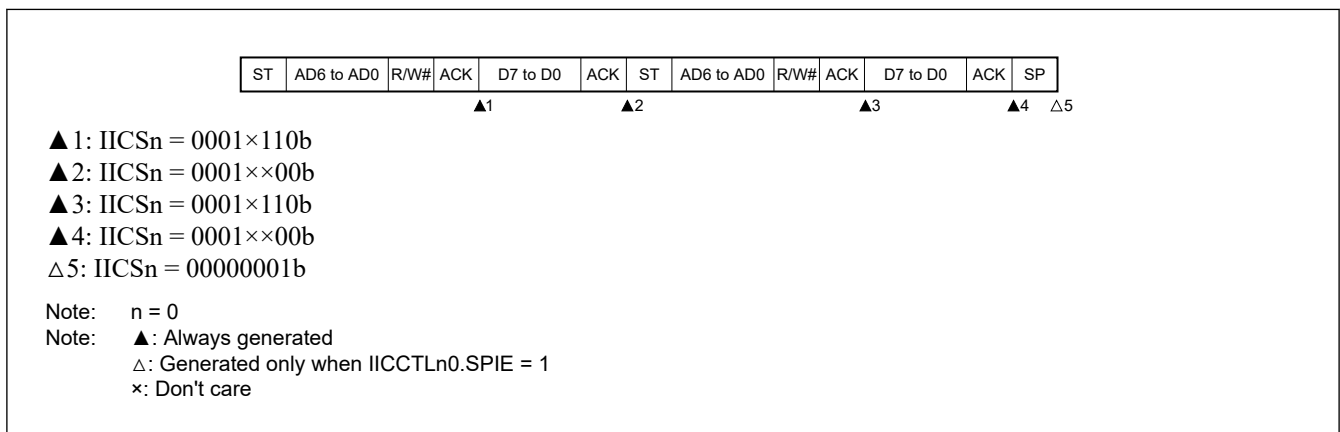 ST AD6 to AD0 R/W# ACK D7 to D0 ACK ST AD6 to AD0 R/W# ACK D7 to D0 ACK SP
▲1 ▲2 ▲3 ▲4 △5
▲1: IICSn = 0001×110b
▲2: IICSn = 0001××00b
▲3: IICSn = 0001×110b
▲4: IICSn = 0001××00b
△5: IICSn = 00000001b
Note: n = 0
Note: ▲: Always generated
△: Generated only when IICCTLn0.SPIE = 1
×: Don't care